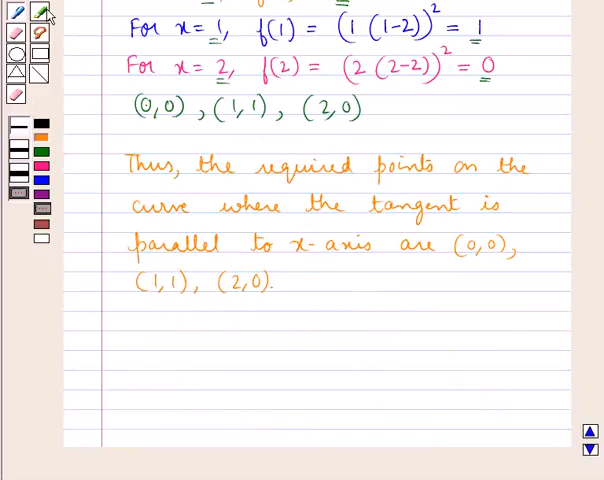 For x = 1, f(1) = (1 (1-2))² = 1
For x = 2, f(2) = (2 (2-2))² = 0
(0,0) , (1,1) , (2,0)
Thus, the required points on the
curve where the tangent is
parallel to x-axis are (0,0),
(1,1), (2,0).